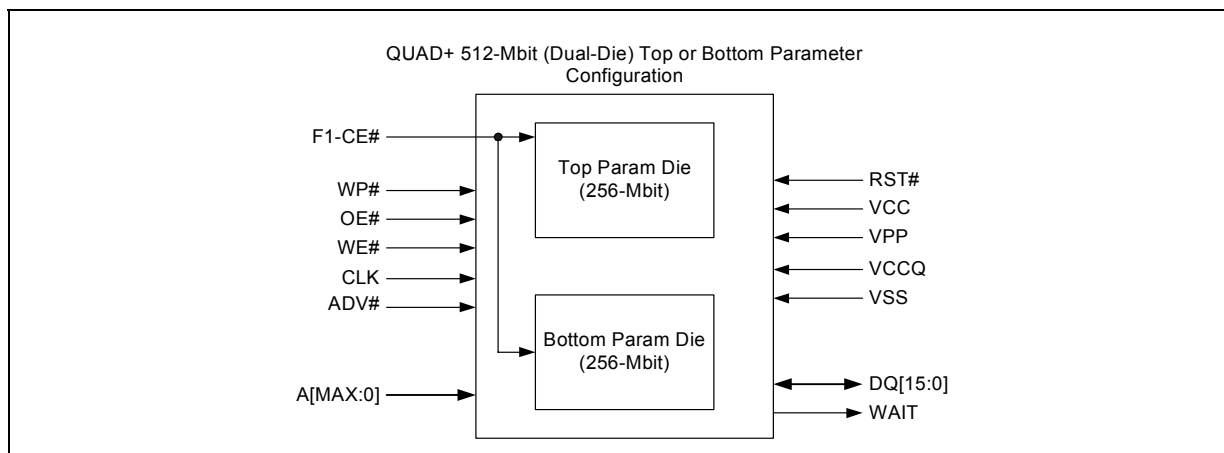 QUAD+ 512-Mbit (Dual-Die) Top or Bottom Parameter
Configuration
F1-CE#
WP#
OE#
WE#
CLK
ADV#
A[MAX:0]
Top Param Die
(256-Mbit)
Bottom Param Die
(256-Mbit)
RST#
VCC
VPP
VCCQ
VSS
DQ[15:0]
WAIT